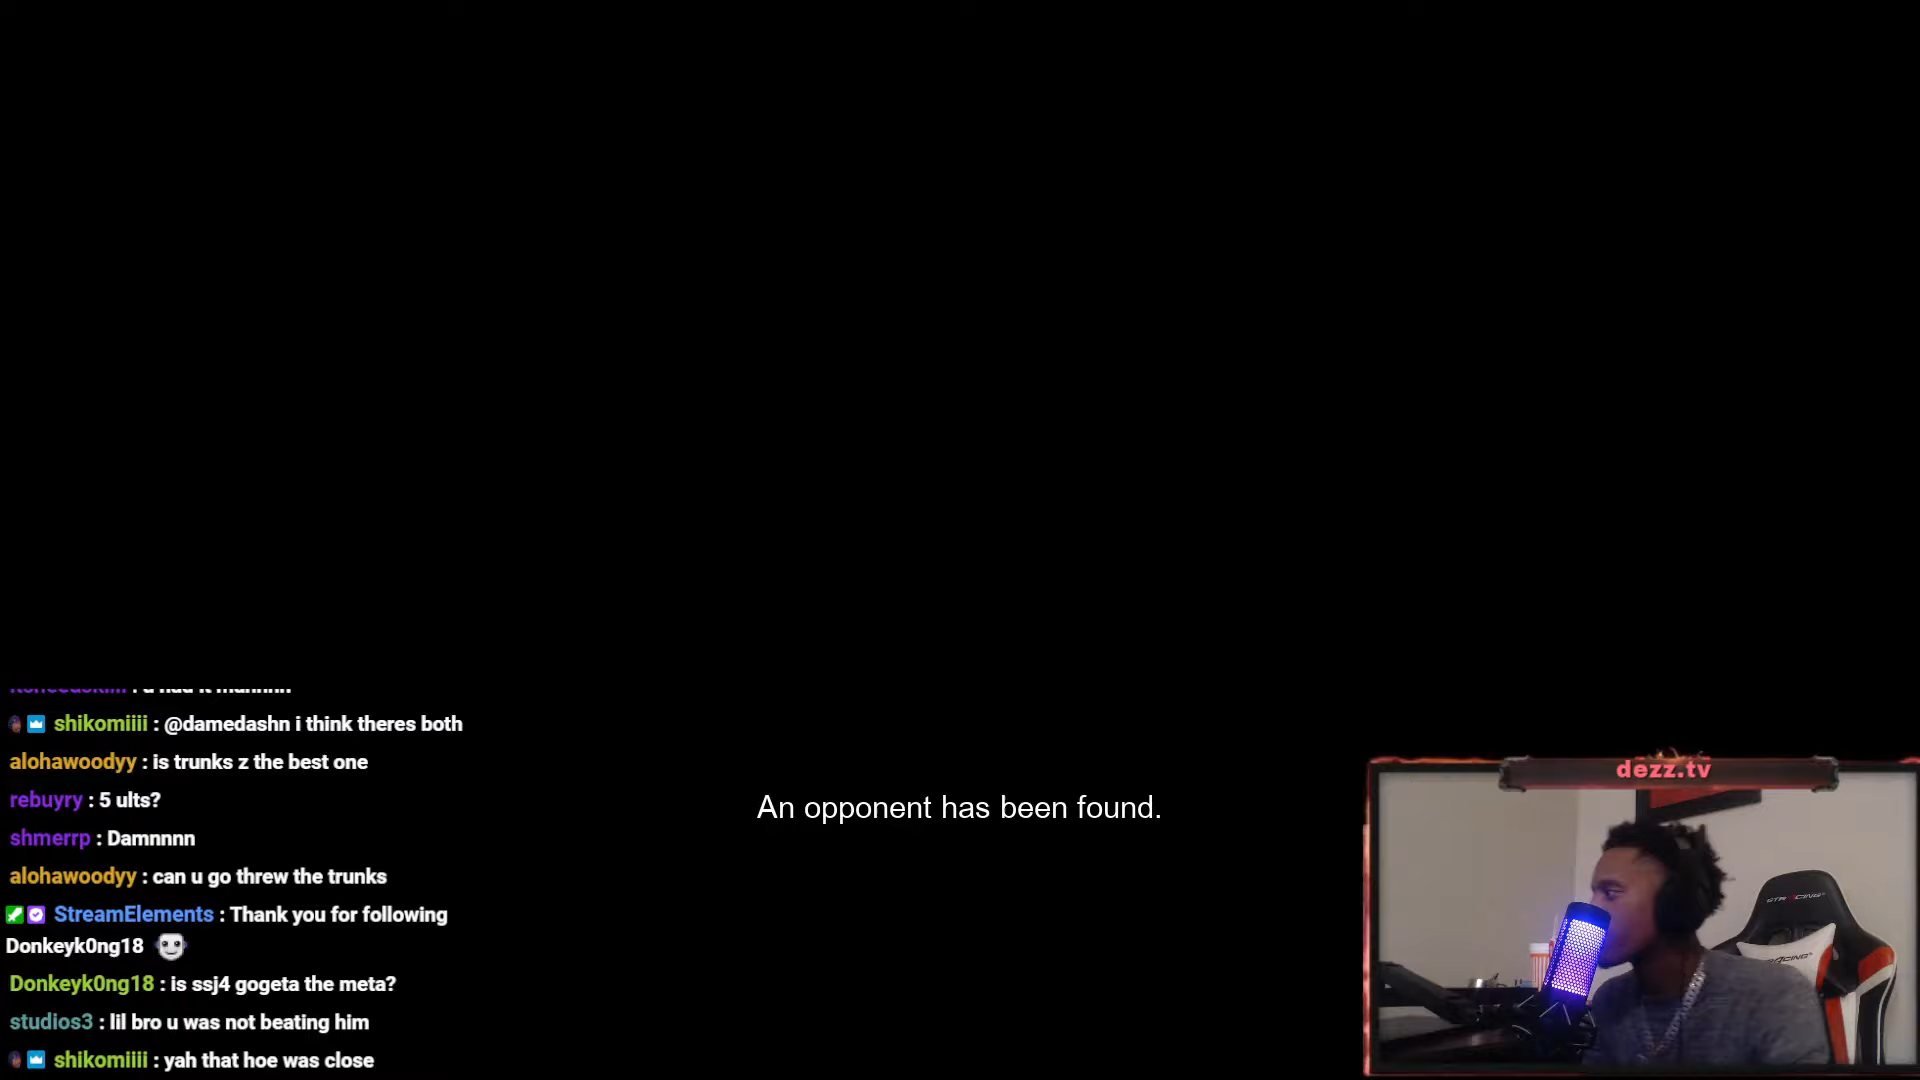 shikomiiii : @damedashn i think theres both
alohawoodyy : is trunks z the best one
rebuyry : 5 ults?
shmerrp : Damnnnn
alohawoodyy : can u go threw the trunks
StreamElements : Thank you for following
Donkeyk0ng18
Donkeyk0ng18 : is ssj4 gogeta the meta?
studios3 : lil bro u was not beating him
shikomiiii : yah that hoe was close
An opponent has been found.
dezz.tv